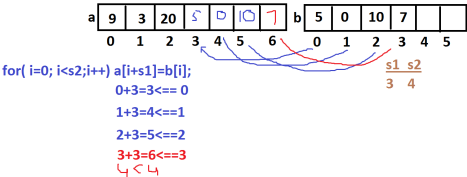 a 9 3 20 5 0 10 7 b 5 0 10 7
0 1 2 3 4 5 6 0 1 2 3 4 5
for( i=0; i<s2;i++) a[i+s1]=b[i];
s1 s2
3 4
0+3=3<== 0
1+3=4<==1
2+3=5<==2
3+3=6<==3
4<4